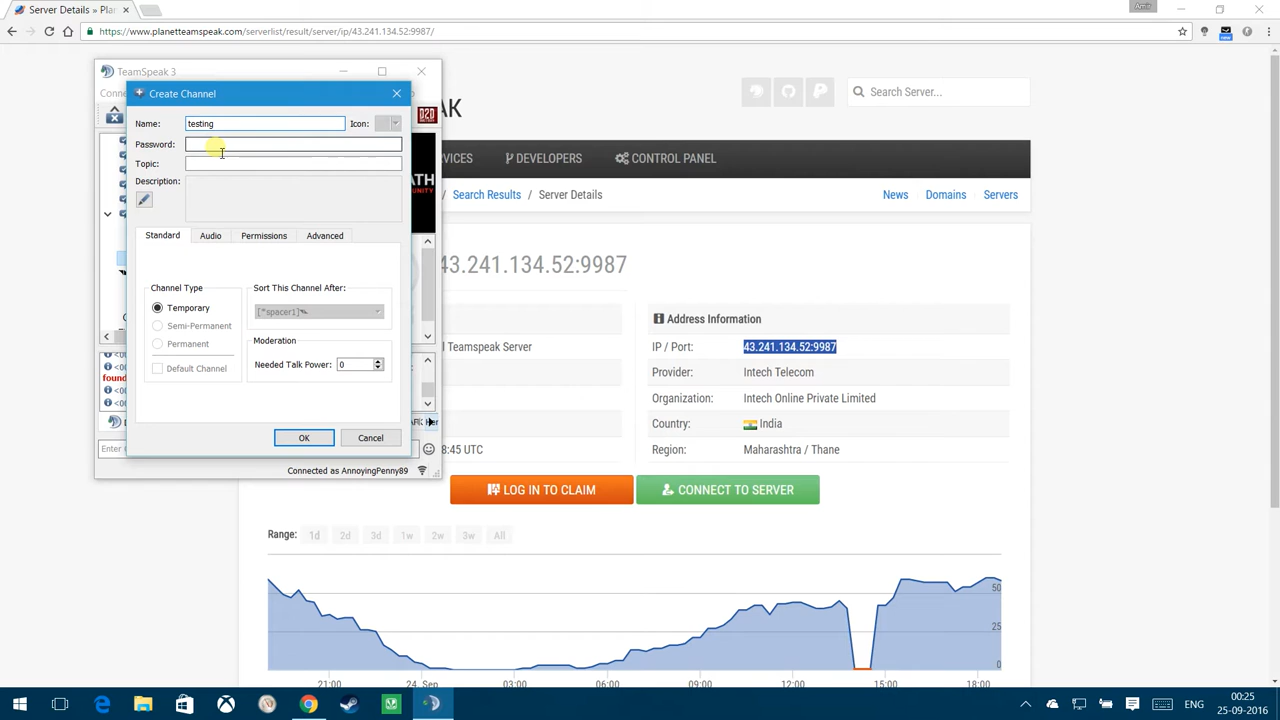 Server Details » Plan
Amit
https://www.planetteamspeak.com/serverlist/result/server/ip/43.241.134.52:9987/
TeamSpeak 3
Create Channel
Name: testing Icon:
Password:
Topic:
Description:
Standard Audio Permissions Advanced
Channel Type
Temporary
Semi-Permanent
Permanent
Default Channel
Sort This Channel After:
[*spacer1]
Moderation
Needed Talk Power: 0
OK Cancel
Connected as AnnoyingPenny89
Search Server...
DEVELOPERS CONTROL PANEL
Search Results / Server Details
News Domains Servers
43.241.134.52:9987
Teamspeak Server
Address Information
IP / Port: 43.241.134.52:9987
Provider: Intech Telecom
Organization: Intech Online Private Limited
Country: India
Region: Maharashtra / Thane
8:45 UTC
LOG IN TO CLAIM CONNECT TO SERVER
Range: 1d 2d 3d 1w 2w 3w All
50
25
0
21:00 24. Sep 03:00 06:00 09:00 12:00 15:00 18:00
ENG
00:25
25-09-2016